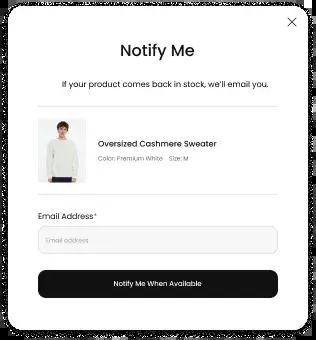 Notify Me
If your product comes back in stock, we'll email you.
Oversized Cashmere Sweater
Color: Premium White Size: M
Email Address*
Email address
Notify Me When Available